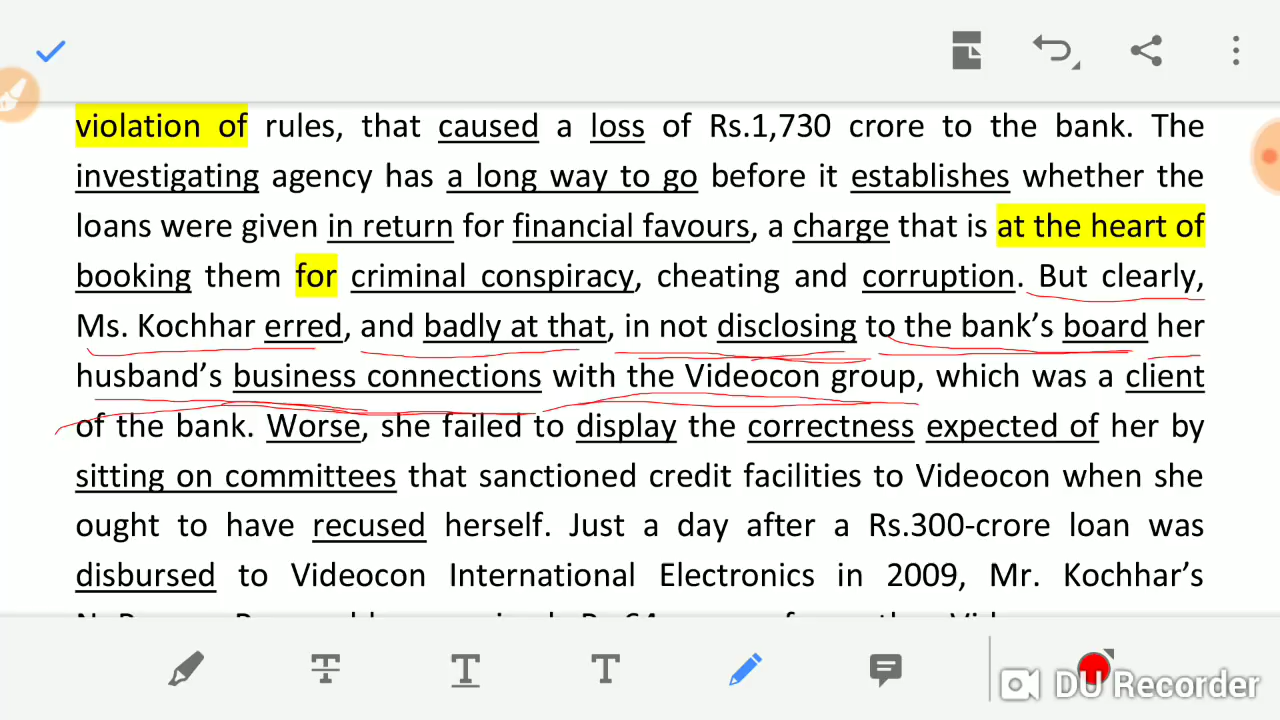 violation of rules, that caused a loss of Rs.1,730 crore to the bank. The
investigating agency has a long way to go before it establishes whether the
loans were given in return for financial favours, a charge that is at the heart of
booking them for criminal conspiracy, cheating and corruption. But clearly,
Ms. Kochhar erred, and badly at that, in not disclosing to the bank's board her
husband's business connections with the Videocon group, which was a client
of the bank. Worse, she failed to display the correctness expected of her by
sitting on committees that sanctioned credit facilities to Videocon when she
ought to have recused herself. Just a day after a Rs.300-crore loan was
disbursed to Videocon International Electronics in 2009, Mr. Kochhar's
T T T
DU Recorder